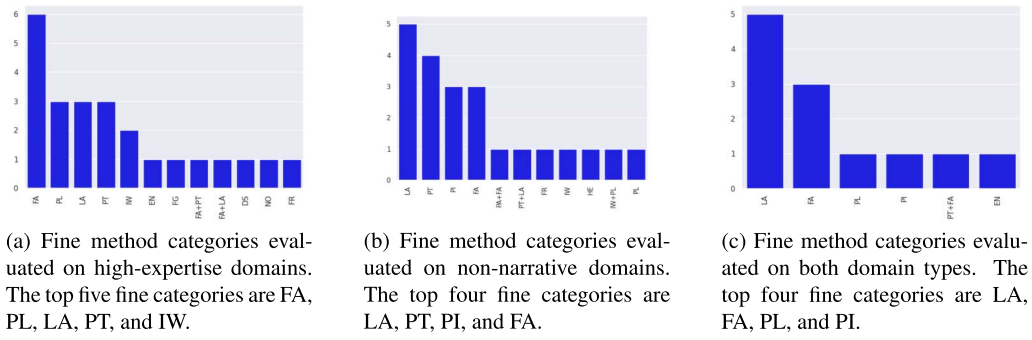 6
5
4
3
2
1
0
FA
PL
LA
PT
IW
EN
FG
FA+PT
FA+LA
DS
NO
FR
(a) Fine method categories eval-
uated on high-expertise domains.
The top five fine categories are FA,
PL, LA, PT, and IW.
5
4
3
2
1
0
LA
PT
PI
FA
PA+FA
PT+LA
FR
IW
HE
IW+PL
PL
(b) Fine method categories eval-
uated on non-narrative domains.
The top four fine categories are
LA, PT, PI, and FA.
5
4
3
2
1
0
LA
FA
PL
PI
PT+FA
EN
(c) Fine method categories evalu-
ated on both domain types. The
top four fine categories are LA,
FA, PL, and PI.